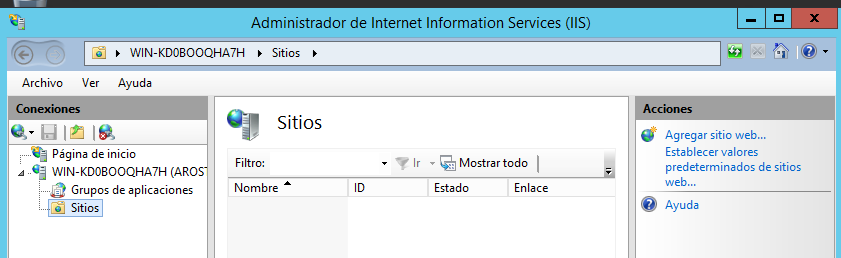 Administrador de Internet Information Services (IIS)
WIN-KD0BOOQHA7H Sitios
Archivo Ver Ayuda
Conexiones
Página de inicio
WIN-KD0BOOQHA7H (AROST
Grupos de aplicaciones
Sitios
Sitios
Filtro: Ir Mostrar todo
Nombre ID Estado Enlace
Acciones
Agregar sitio web...
Establecer valores
predeterminados de sitios
web...
Ayuda